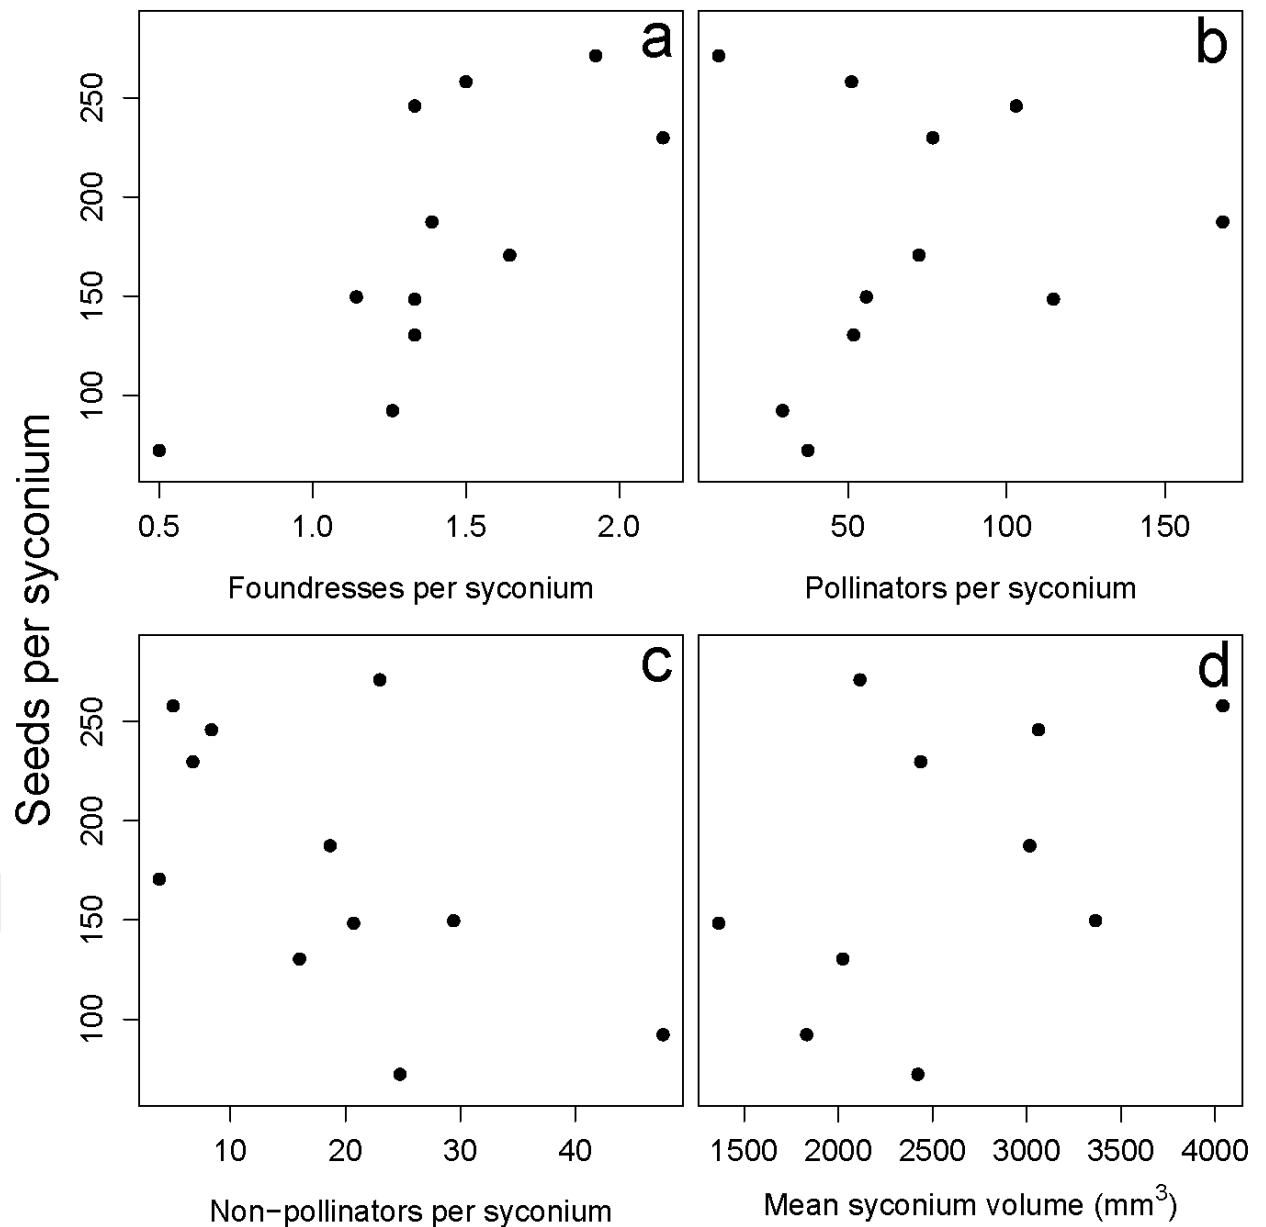 a
b
250
200
150
100
0.5 1.0 1.5 2.0
50 100 150
Foundresses per syconium
Pollinators per syconium
Seeds per syconium
c
d
250
200
150
100
10 20 30 40
1500 2000 2500 3000 3500 4000
Non−pollinators per syconium
Mean syconium volume (mm³)